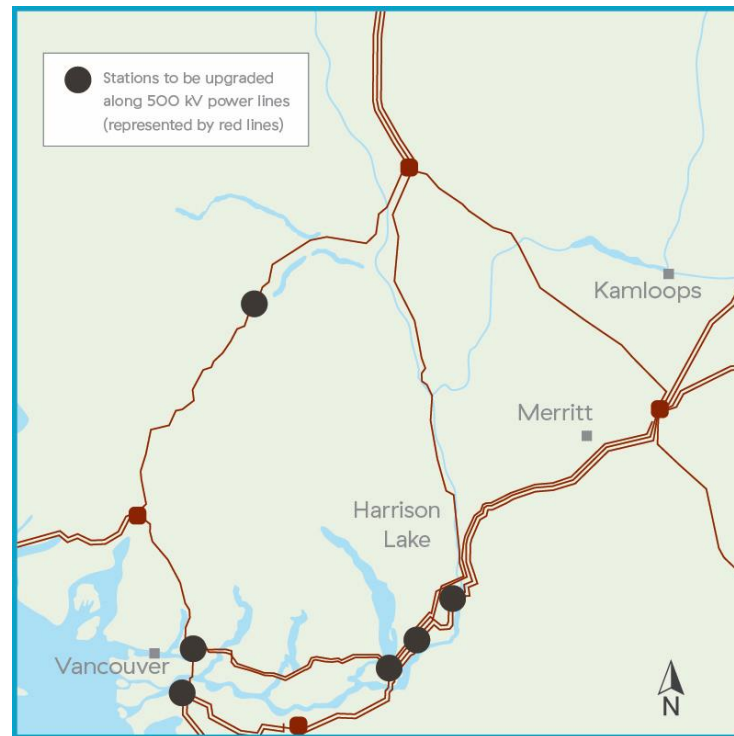 Stations to be upgraded
along 500 kV power lines
(represented by red lines)
Kamloops
Merritt
Harrison
Lake
Vancouver
N